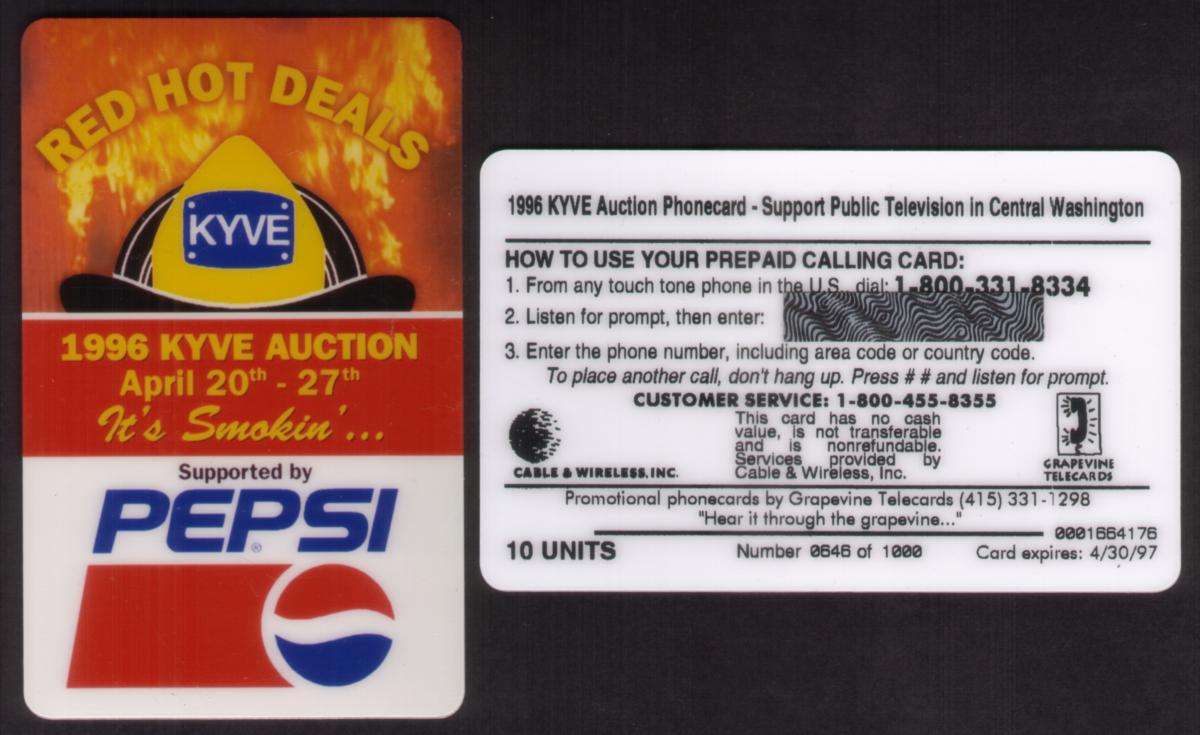 RED HOT DEALS
KYVE
1996 KYVE AUCTION
April 20th - 27th
It's Smokin'...
Supported by
PEPSI
®
1996 KYVE Auction Phonecard - Support Public Television in Central Washington
HOW TO USE YOUR PREPAID CALLING CARD:
1. From any touch tone phone in the U.S., dial: 1-800-331-8334
2. Listen for prompt, then enter:
3. Enter the phone number, including area code or country code.
To place another call, don't hang up. Press # # and listen for prompt.
CUSTOMER SERVICE: 1-800-455-8355
This card has no cash
value, is not transferable
and is nonrefundable.
Services provided by
Cable & Wireless, Inc.
CABLE & WIRELESS, INC.
GRAPEVINE
TELECARDS
Promotional phonecards by Grapevine Telecards (415) 331-1298
"Hear it through the grapevine..."
0001664176
10 UNITS
Number 0646 of 1000
Card expires: 4/30/97